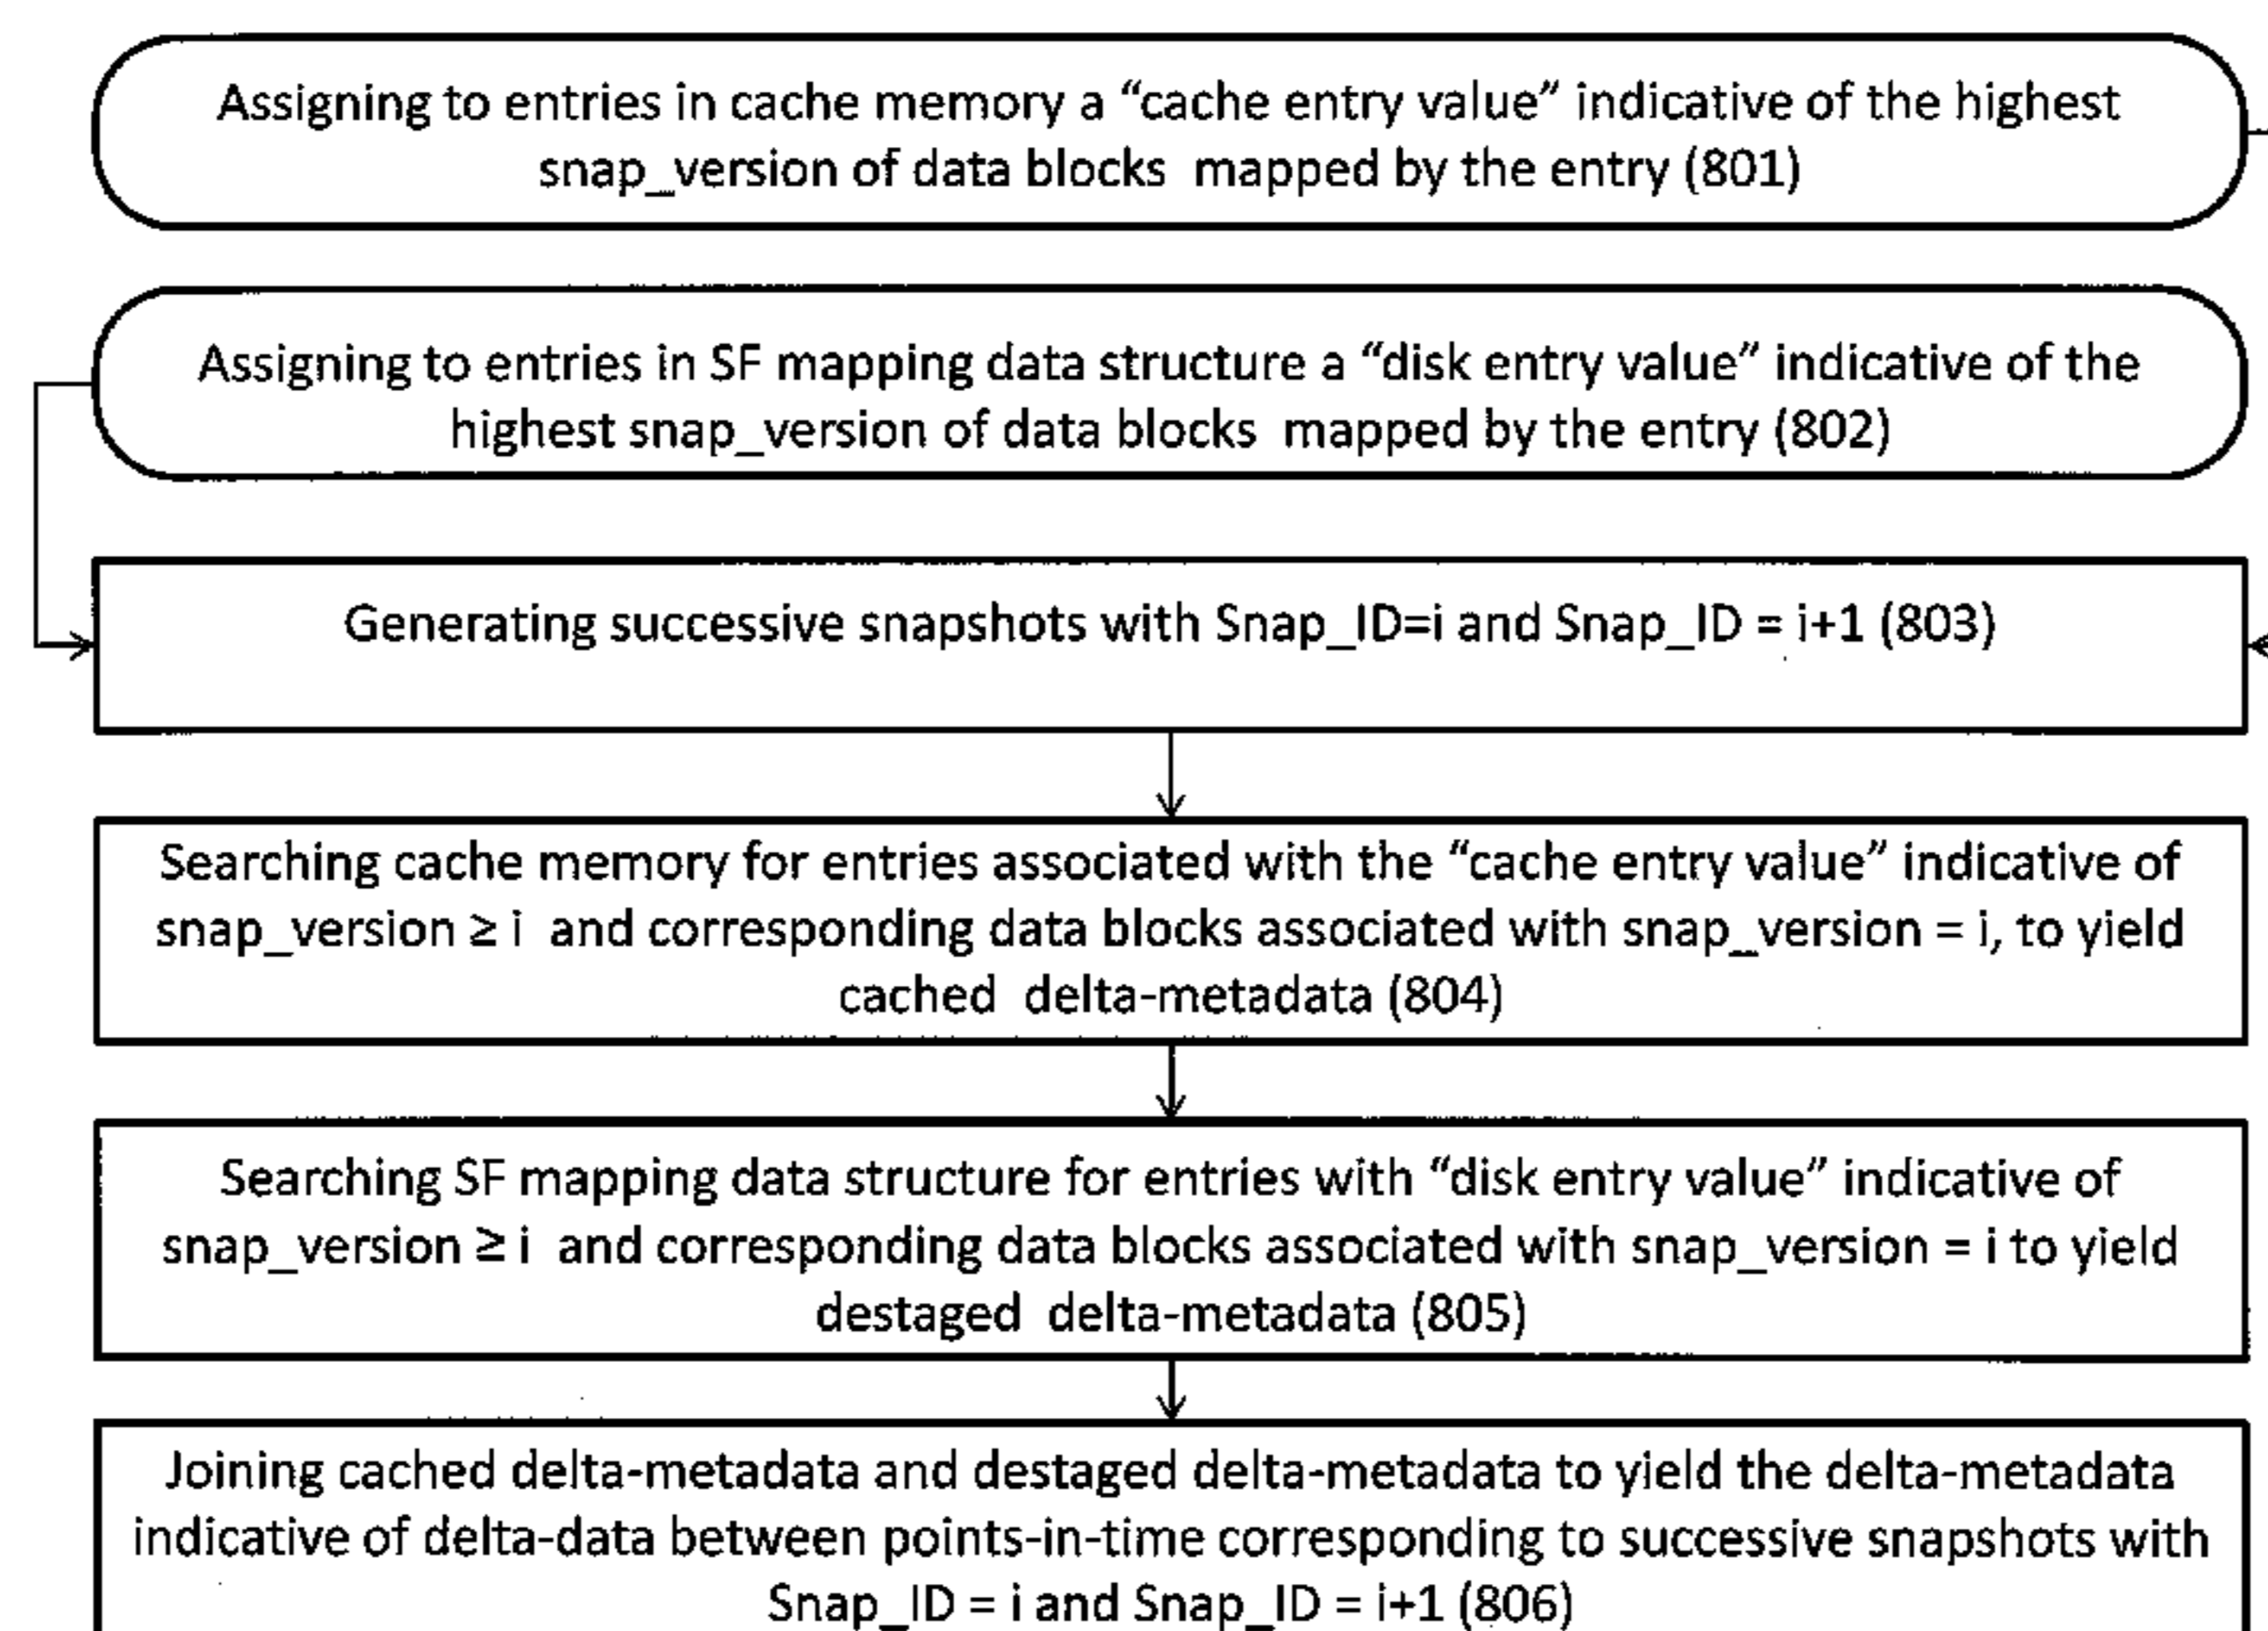 Assigning to entries in cache memory a “cache entry value” indicative of the highest
snap_version of data blocks mapped by the entry (801)
Assigning to entries in SF mapping data structure a “disk entry value” indicative of the
highest snap_version of data blocks mapped by the entry (802)
Generating successive snapshots with Snap_ID=i and Snap_ID = i+1 (803)
Searching cache memory for entries associated with the “cache entry value” indicative of
snap_version ≥ i and corresponding data blocks associated with snap_version = i, to yield
cached delta-metadata (804)
Searching SF mapping data structure for entries with “disk entry value” indicative of
snap_version ≥ i and corresponding data blocks associated with snap_version = i to yield
destaged delta-metadata (805)
Joining cached delta-metadata and destaged delta-metadata to yield the delta-metadata
indicative of delta-data between points-in-time corresponding to successive snapshots with
Snap_ID = i and Snap_ID = i+1 (806)